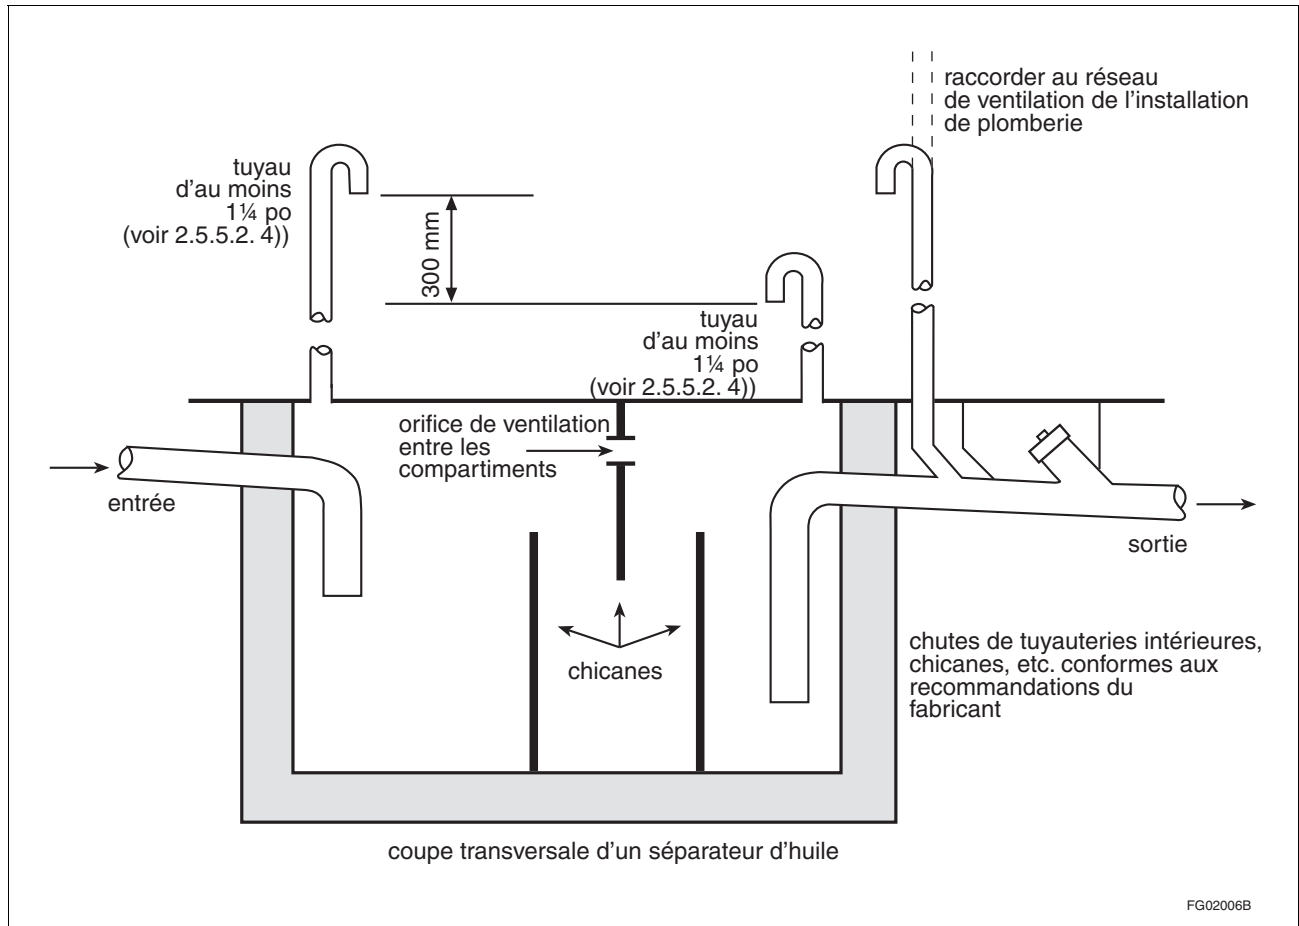 raccorder au réseau
de ventilation de l'installation
de plomberie
tuyau
d'au moins
1¼ po
(voir 2.5.5.2. 4))
300 mm
tuyau
d'au moins
1¼ po
(voir 2.5.5.2. 4))
orifice de ventilation
entre les
compartiments
entrée
sortie
chicanes
chutes de tuyauteries intérieures,
chicanes, etc. conformes aux
recommandations du
fabricant
coupe transversale d'un séparateur d'huile
FG02006B